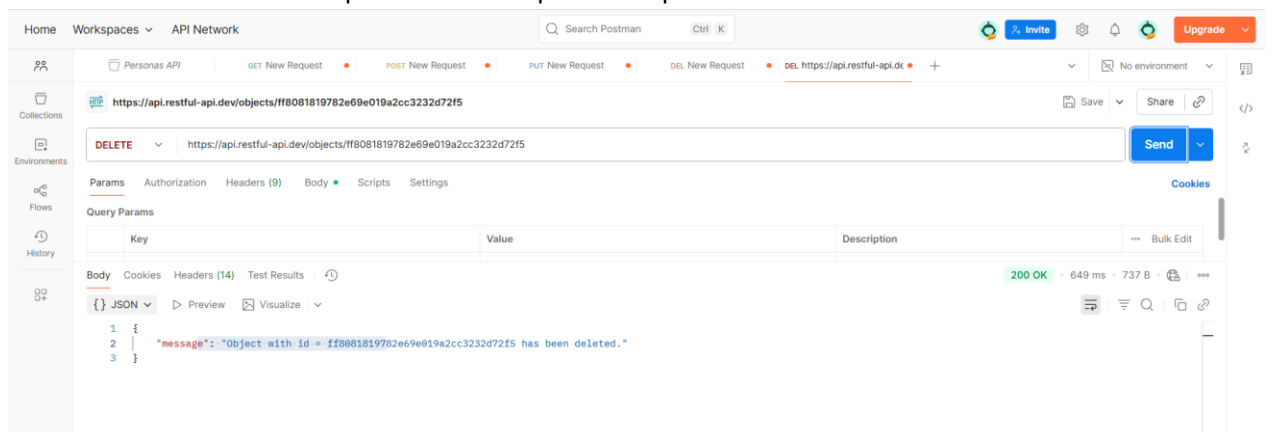 Home Workspaces API Network Search Postman Ctrl K Invite Upgrade
Personas API GET New Request POST New Request PUT New Request DEL New Request DEL https://api.restful-api.de No environment
Collections
Environments
Flows
History
HTTP https://api.restful-api.dev/objects/ff8081819782e69e019a2cc3232d72f5 Save Share
DELETE https://api.restful-api.dev/objects/ff8081819782e69e019a2cc3232d72f5 Send
Params Authorization Headers (9) Body Scripts Settings Cookies
Query Params
Key Value Description Bulk Edit
Body Cookies Headers (14) Test Results 200 OK 649 ms 737 B
{} JSON Preview Visualize
1 {
2 "message": "Object with id = ff8081819782e69e019a2cc3232d72f5 has been deleted."
3 }